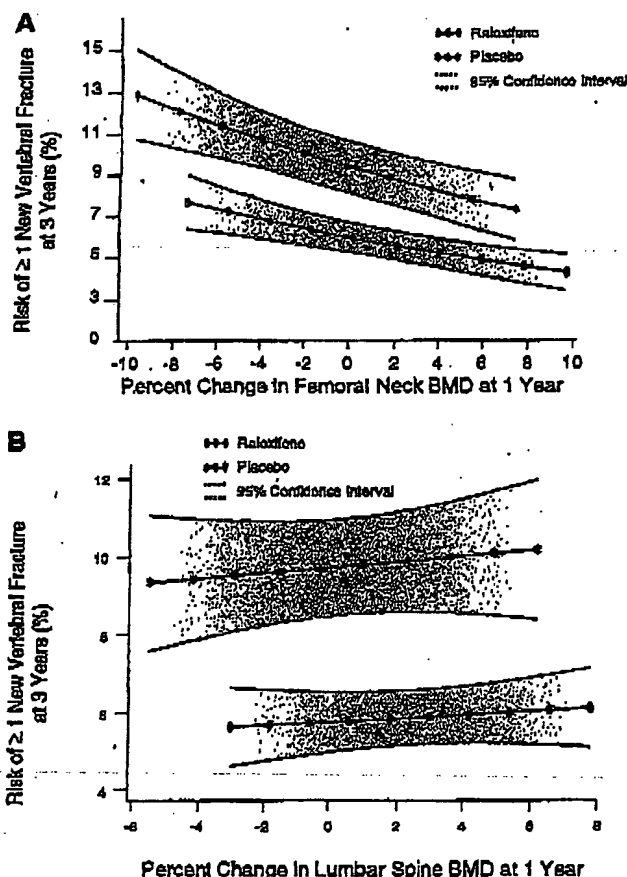 A
Raloxifene
Placebo
95% Confidence Interval
Risk of ≥ 1 New Vertebral Fracture
at 3 Years (%)
15
13
11
9
7
5
3
0
-10 -8 -6 -4 -2 0 2 4 6 8 10
Percent Change in Femoral Neck BMD at 1 Year
B
Raloxifene
Placebo
95% Confidence Interval
Risk of ≥ 1 New Vertebral Fracture
at 3 Years (%)
12
10
8
6
4
-6 -4 -2 0 2 4 6 8
Percent Change in Lumbar Spine BMD at 1 Year